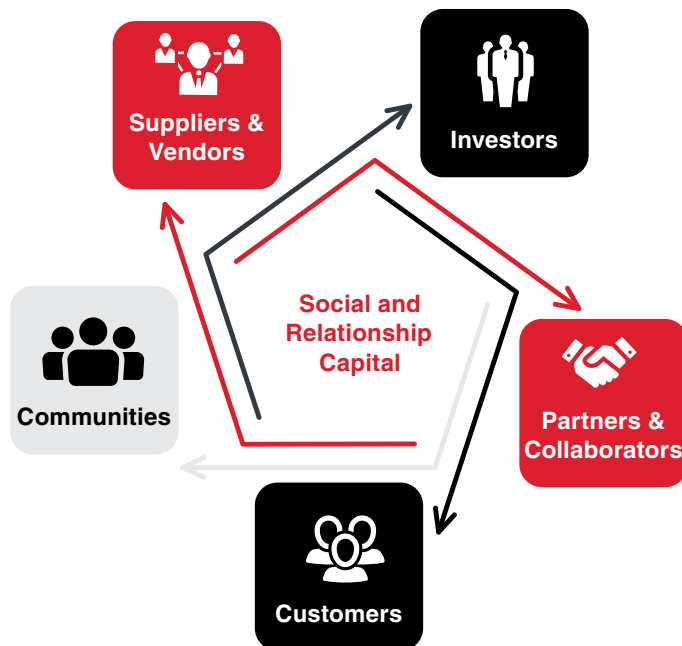 Suppliers &
Vendors
Investors
Social and
Relationship
Capital
Communities
Partners &
Collaborators
Customers